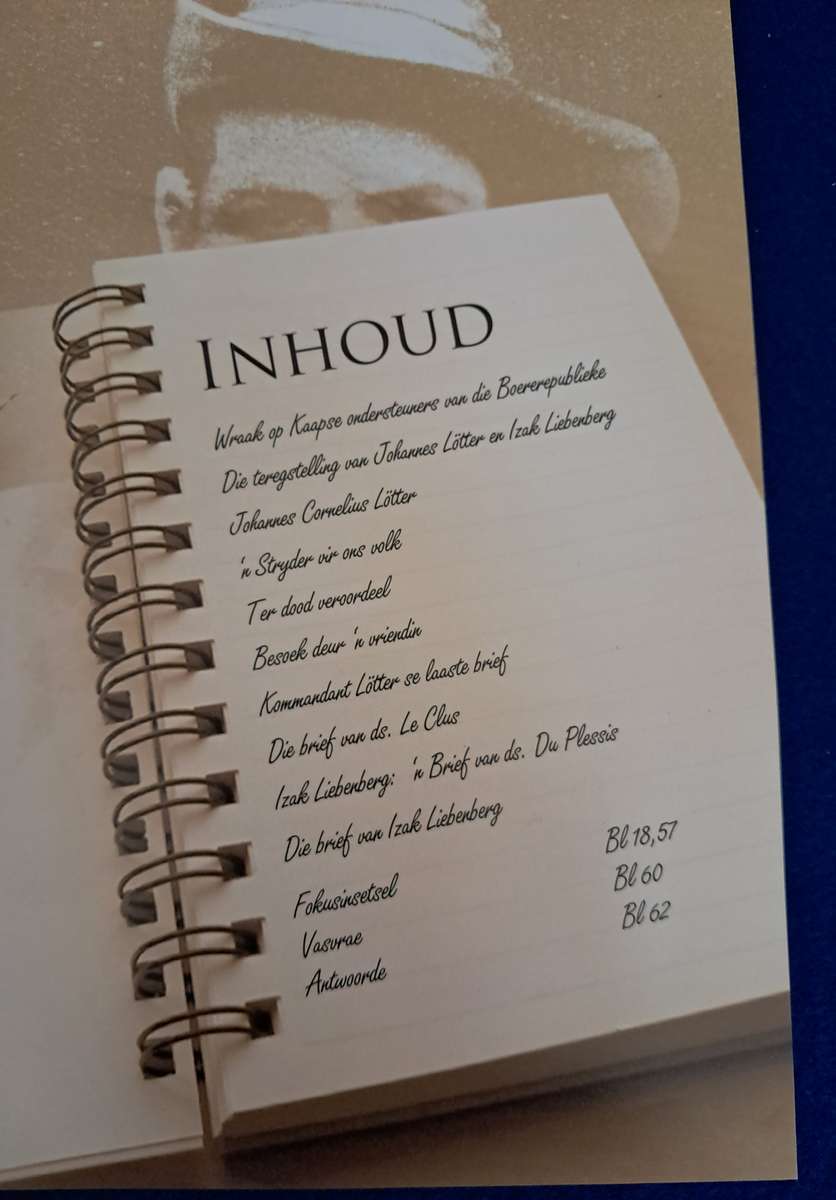 INHOUD
Wraak op Kaapse ondersteuners van die Boererepublieke
Die teregstelling van Johannes Lötter en Izak Liebenberg
Johannes Cornelius Lötter
'n Stryder vir ons volk
Ter dood veroordeel
Besoek deur 'n vriendin
Kommandant Lötter se laaste brief
Die brief van ds. Le Clus
Izak Liebenberg: 'n Brief van ds. Du Plessis
Die brief van Izak Liebenberg
Fokusinsetsel Bl 18,57
Vasvrae Bl 60
Antwoorde Bl 62